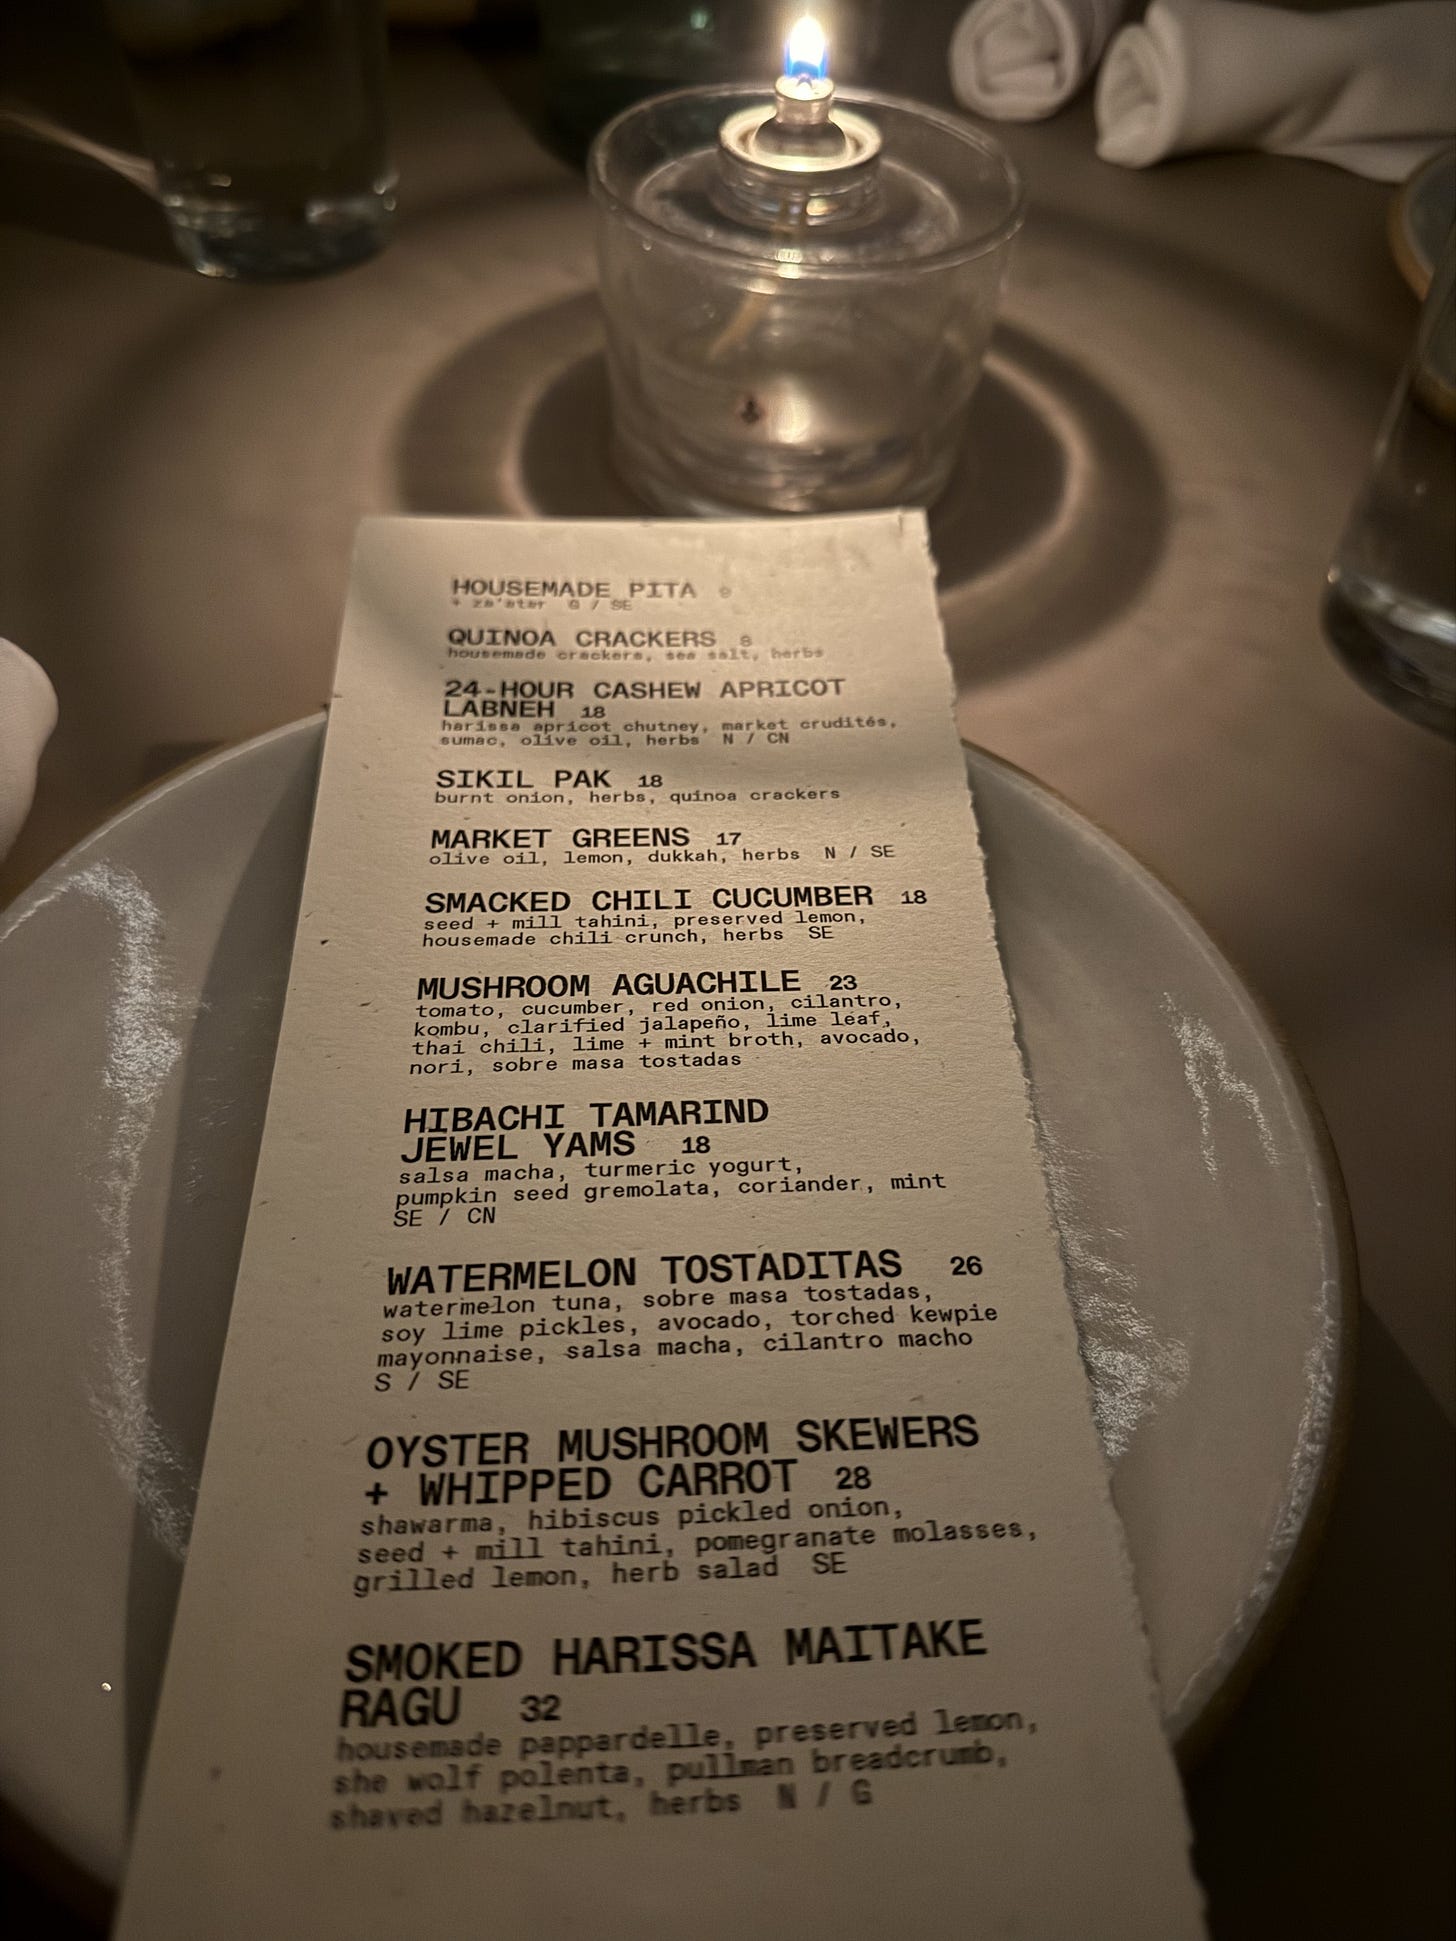 HOUSEMADE PITA
+ za'atar G / SE
QUINOA CRACKERS 8
housemade crackers, sea salt, herbs
24-HOUR CASHEW APRICOT
LABNEH 18
harissa apricot chutney, market crudités,
sumac, olive oil, herbs N / CN
SIKIL PAK 18
burnt onion, herbs, quinoa crackers
MARKET GREENS 17
olive oil, lemon, dukkah, herbs N / SE
SMACKED CHILI CUCUMBER 18
seed + mill tahini, preserved lemon,
housemade chili crunch, herbs SE
MUSHROOM AGUACHILE 23
tomato, cucumber, red onion, cilantro,
kombu, clarified jalapeño, lime leaf,
thai chili, lime + mint broth, avocado,
nori, sobre masa tostadas
HIBACHI TAMARIND
JEWEL YAMS 18
salsa macha, turmeric yogurt,
pumpkin seed gremolata, coriander, mint
SE / CN
WATERMELON TOSTADITAS 26
watermelon tuna, sobre masa tostadas,
soy lime pickles, avocado, torched kewpie
mayonnaise, salsa macha, cilantro macho
S / SE
OYSTER MUSHROOM SKEWERS
+ WHIPPED CARROT 28
shawarma, hibiscus pickled onion,
seed + mill tahini, pomegranate molasses,
grilled lemon, herb salad SE
SMOKED HARISSA MAITAKE
RAGU 32
housemade pappardelle, preserved lemon,
she wolf polenta, pullman breadcrumb,
shaved hazelnut, herbs N / G